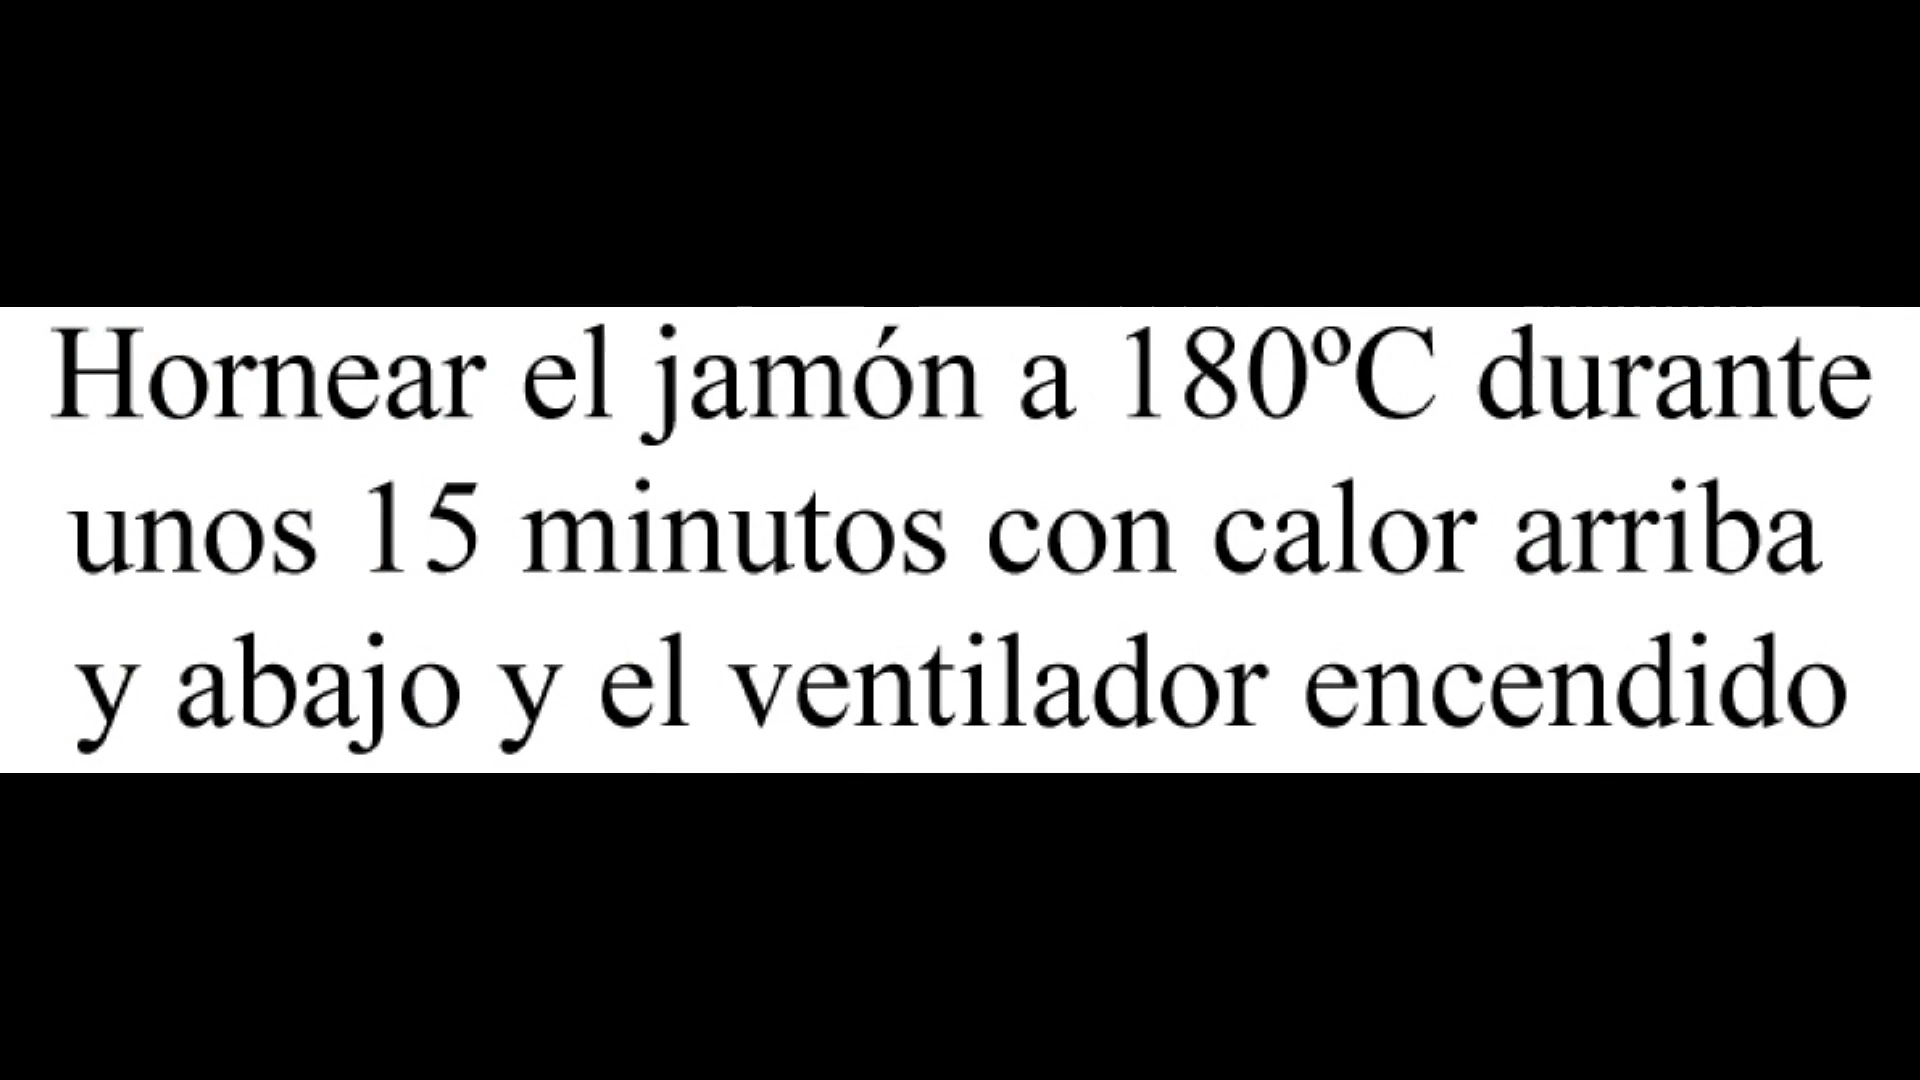 Hornear el jamón a 180ºC durante
unos 15 minutos con calor arriba
y abajo y el ventilador encendido